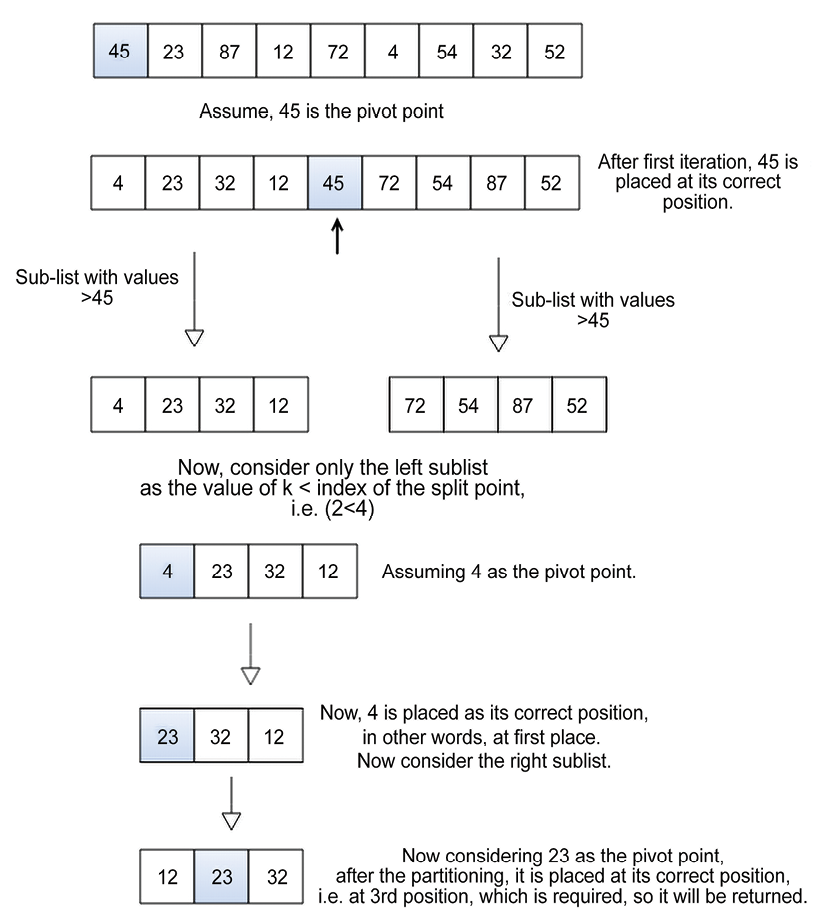 45 23 87 12 72 4 54 32 52
Assume, 45 is the pivot point
4 23 32 12 45 72 54 87 52
After first iteration, 45 is
placed at its correct
position.
Sub-list with values
>45
Sub-list with values
>45
4 23 32 12
72 54 87 52
Now, consider only the left sublist
as the value of k < index of the split point,
i.e. (2<4)
4 23 32 12
Assuming 4 as the pivot point.
23 32 12
Now, 4 is placed as its correct position,
in other words, at first place.
Now consider the right sublist.
12 23 32
Now considering 23 as the pivot point,
after the partitioning, it is placed at its correct position,
i.e. at 3rd position, which is required, so it will be returned.